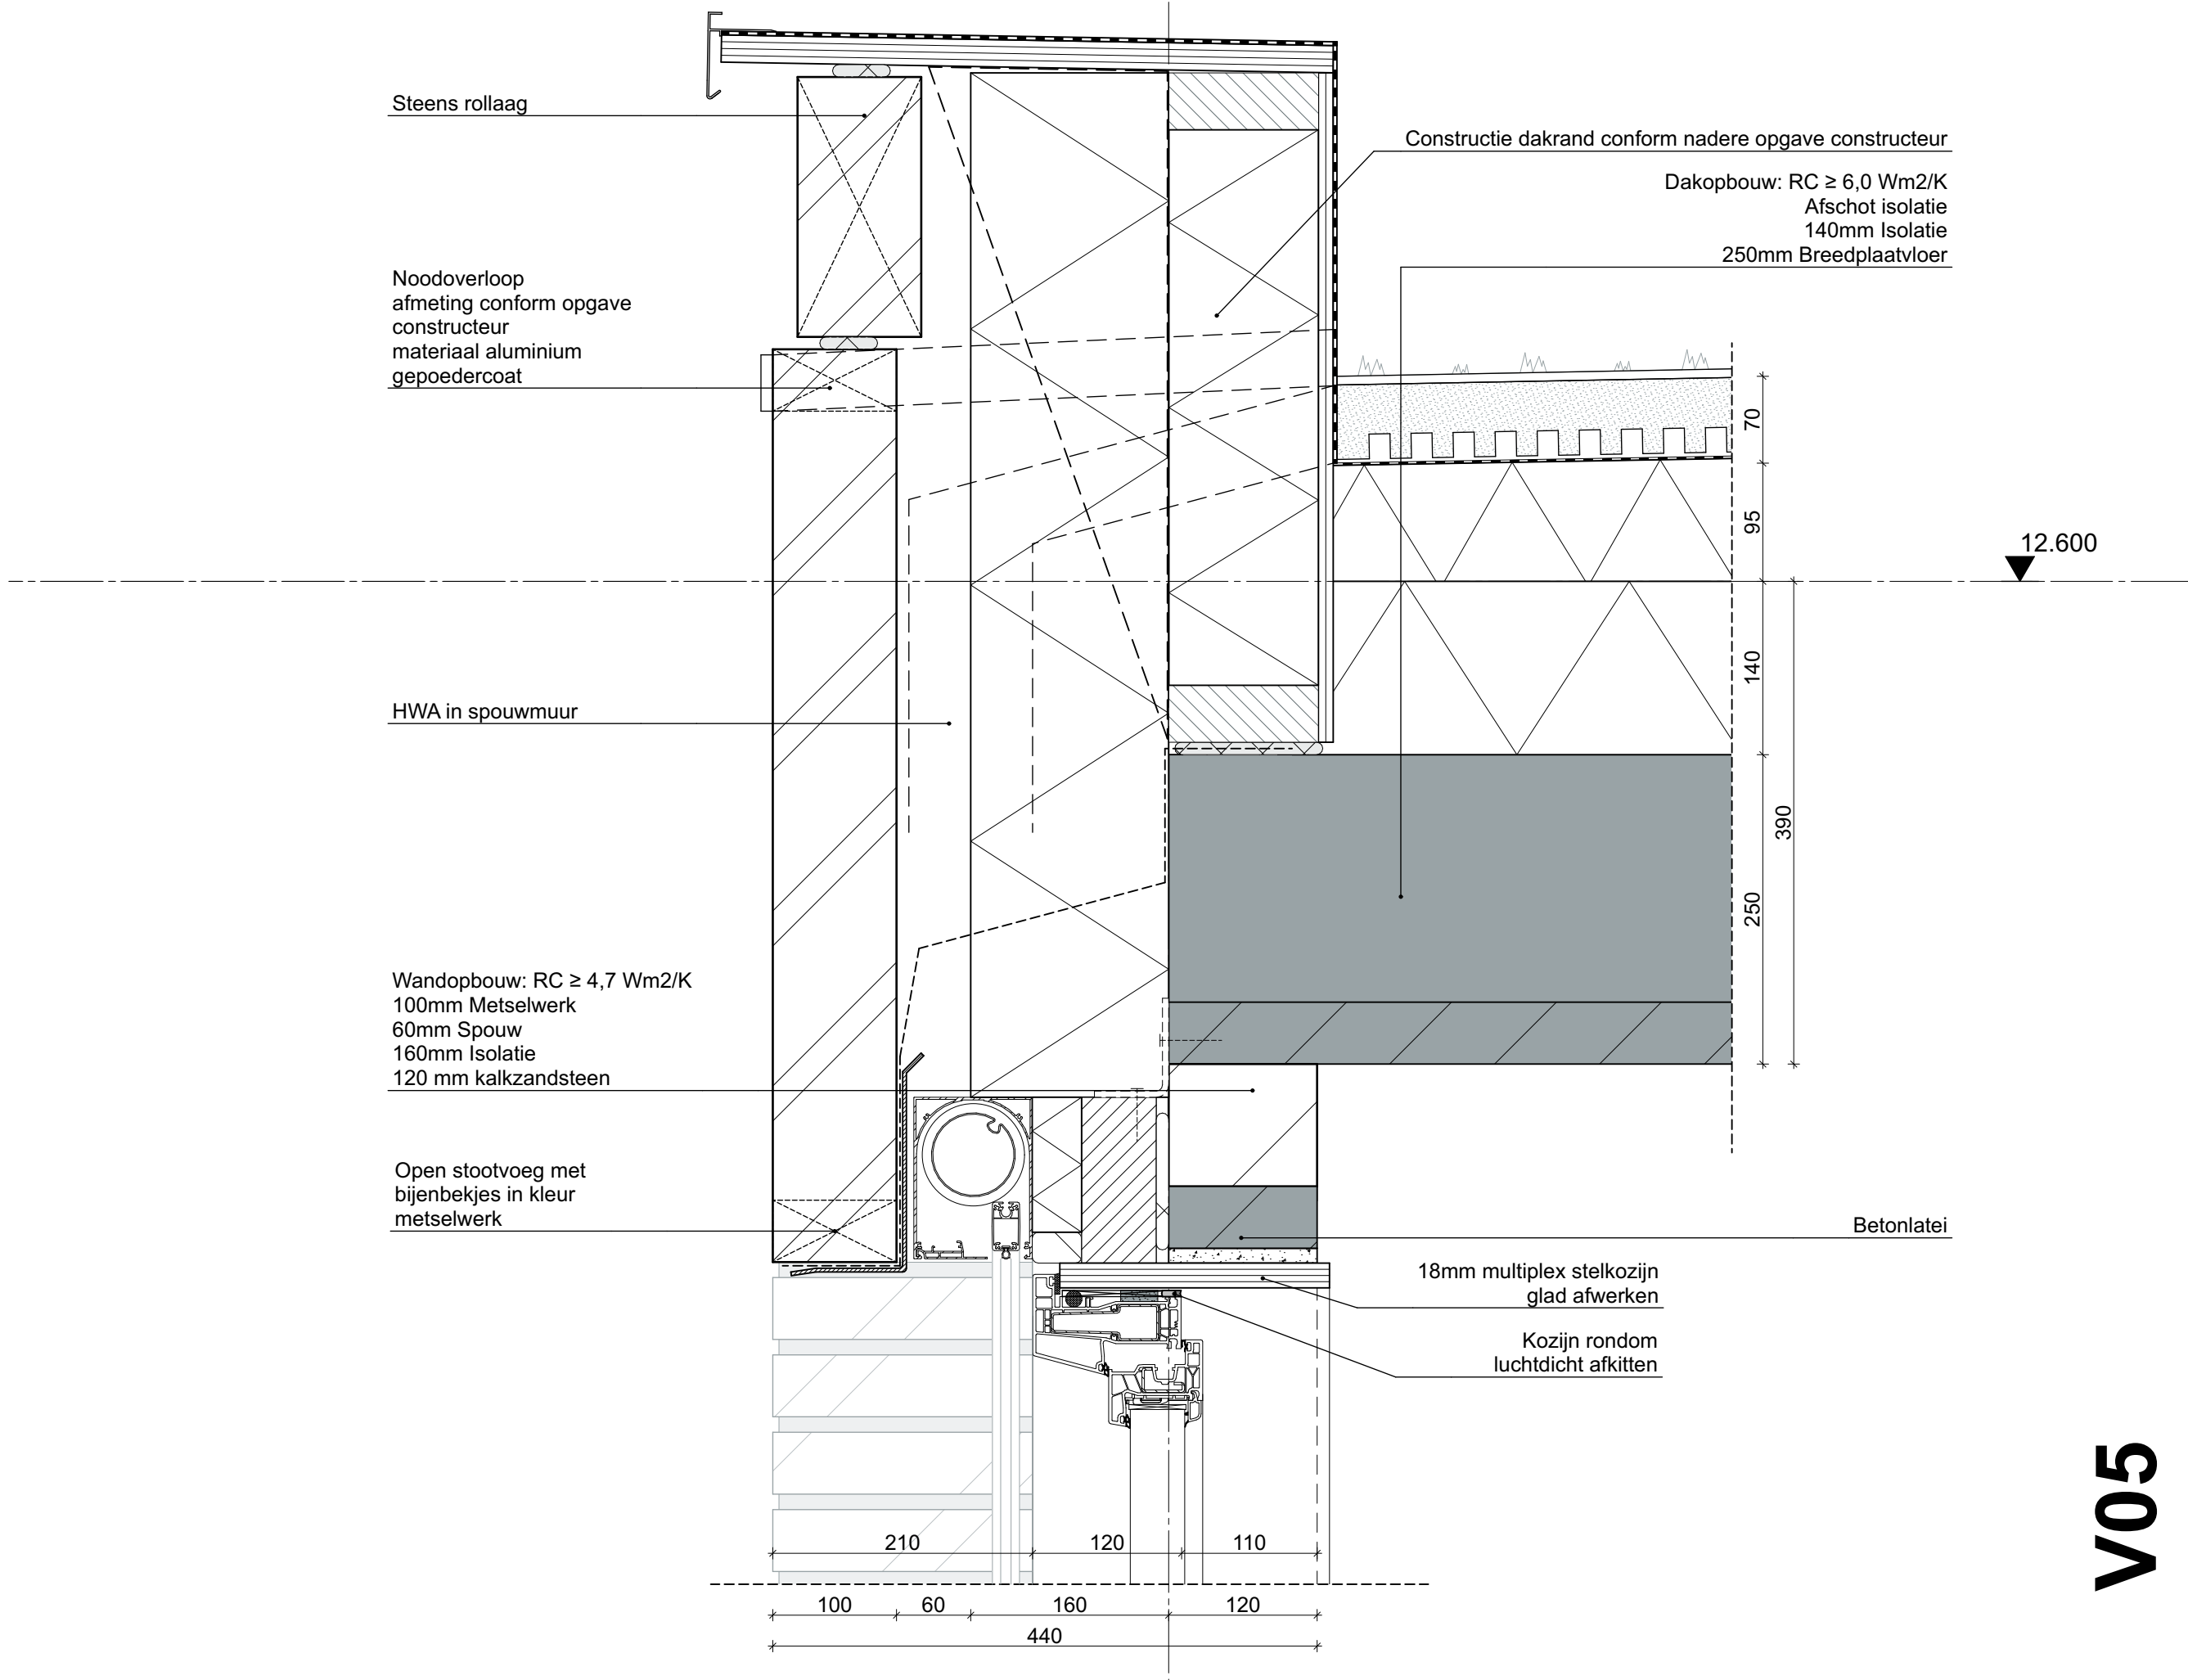 Steens rollaag
Constructie dakrand conform nadere opgave constructeur
Dakopbouw: RC ≥ 6,0 Wm2/K
Afschot isolatie
140mm Isolatie
250mm Breedplaatvloer
Noodoverloop
afmeting conform opgave
constructeur
materiaal aluminium
gepoedercoat
70
95
12.600
140
HWA in spouwmuur
390
250
Wandopbouw: RC ≥ 4,7 Wm2/K
100mm Metselwerk
60mm Spouw
160mm Isolatie
120 mm kalkzandsteen
Open stootvoeg met
bijenbekjes in kleur
metselwerk
Betonlatei
18mm multiplex stelkozijn
glad afwerken
Kozijn rondom
luchtdicht afkitten
V05
210 120 110
100 60 160 120
440